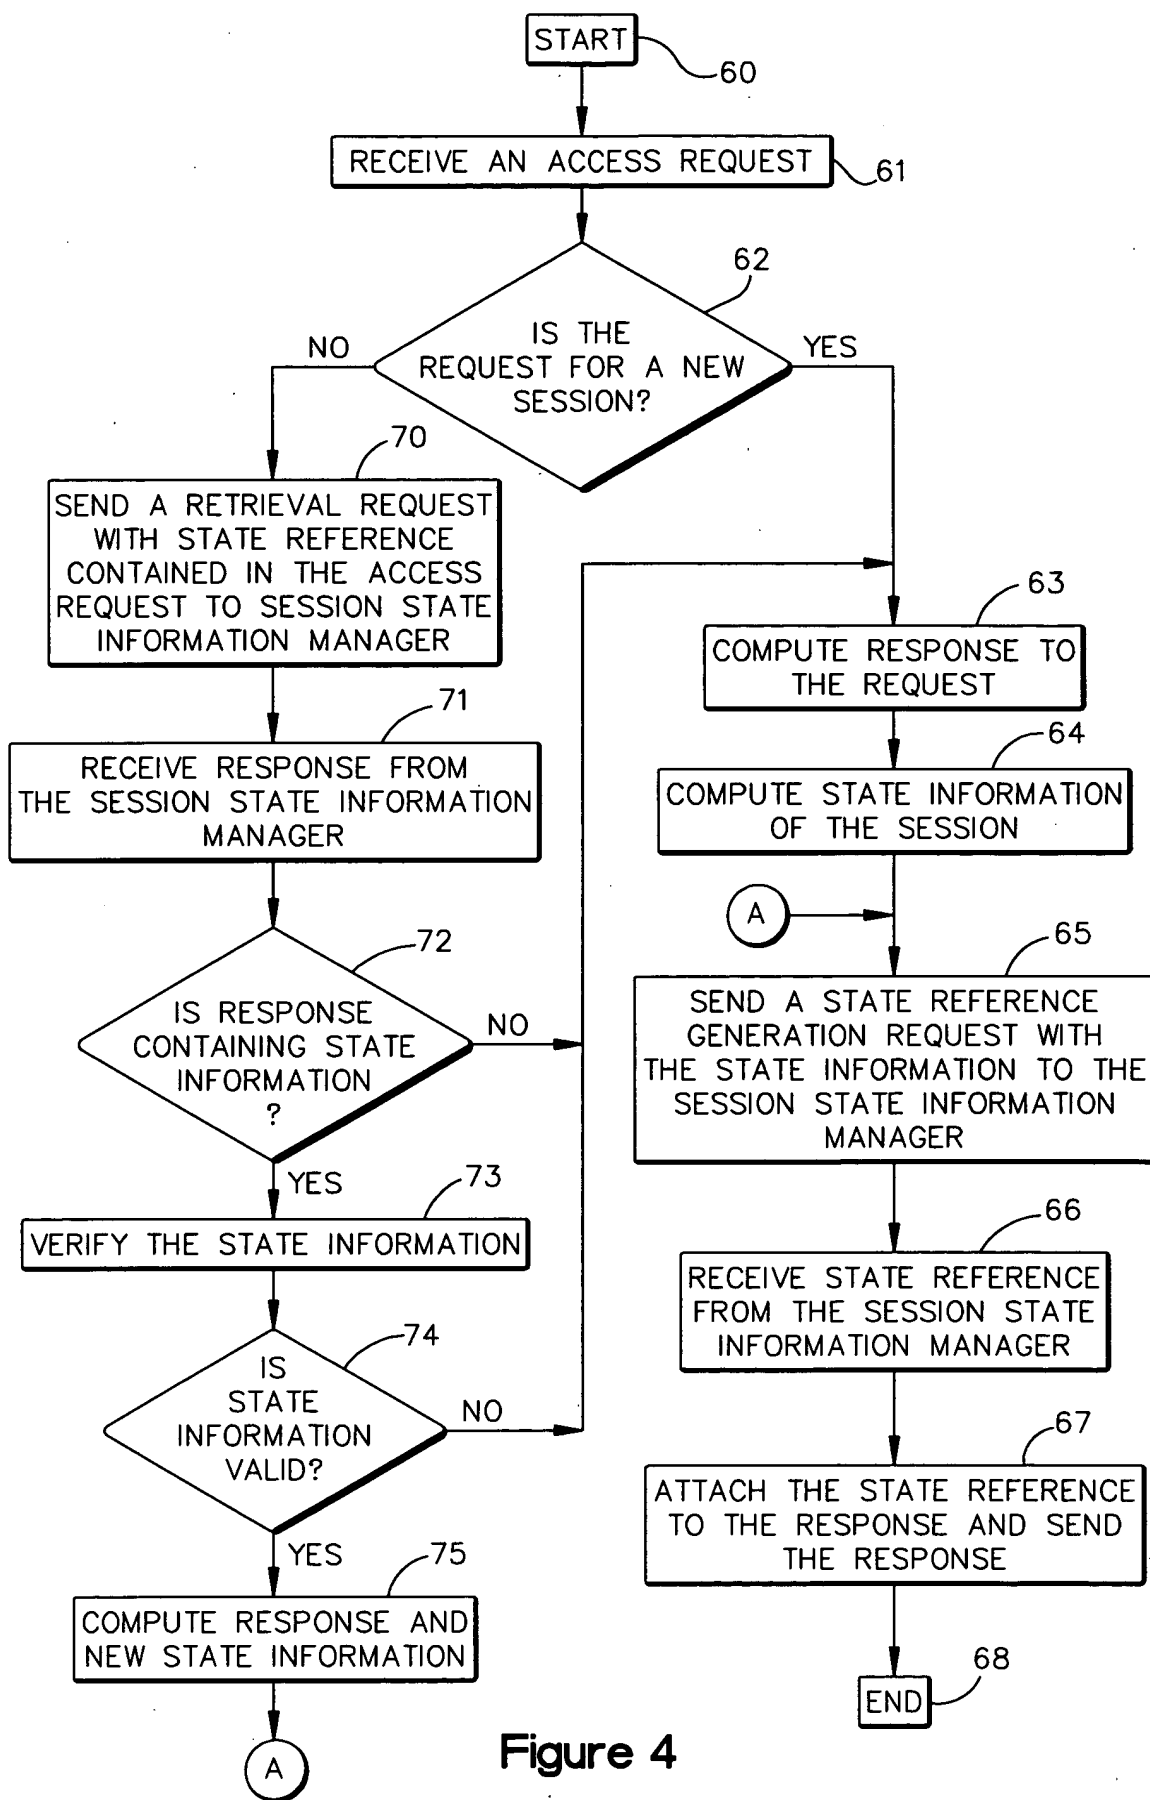 START
60
RECEIVE AN ACCESS REQUEST
61
62
IS THE
REQUEST FOR A NEW
SESSION?
NO
YES
70
SEND A RETRIEVAL REQUEST
WITH STATE REFERENCE
CONTAINED IN THE ACCESS
REQUEST TO SESSION STATE
INFORMATION MANAGER
71
RECEIVE RESPONSE FROM
THE SESSION STATE INFORMATION
MANAGER
72
IS RESPONSE
CONTAINING STATE
INFORMATION
?
NO
YES
73
VERIFY THE STATE INFORMATION
74
IS
STATE
INFORMATION
VALID?
NO
YES
75
COMPUTE RESPONSE AND
NEW STATE INFORMATION
A
63
COMPUTE RESPONSE TO
THE REQUEST
64
COMPUTE STATE INFORMATION
OF THE SESSION
A
65
SEND A STATE REFERENCE
GENERATION REQUEST WITH
THE STATE INFORMATION TO THE
SESSION STATE INFORMATION
MANAGER
66
RECEIVE STATE REFERENCE
FROM THE SESSION STATE
INFORMATION MANAGER
67
ATTACH THE STATE REFERENCE
TO THE RESPONSE AND SEND
THE RESPONSE
68
END
Figure 4